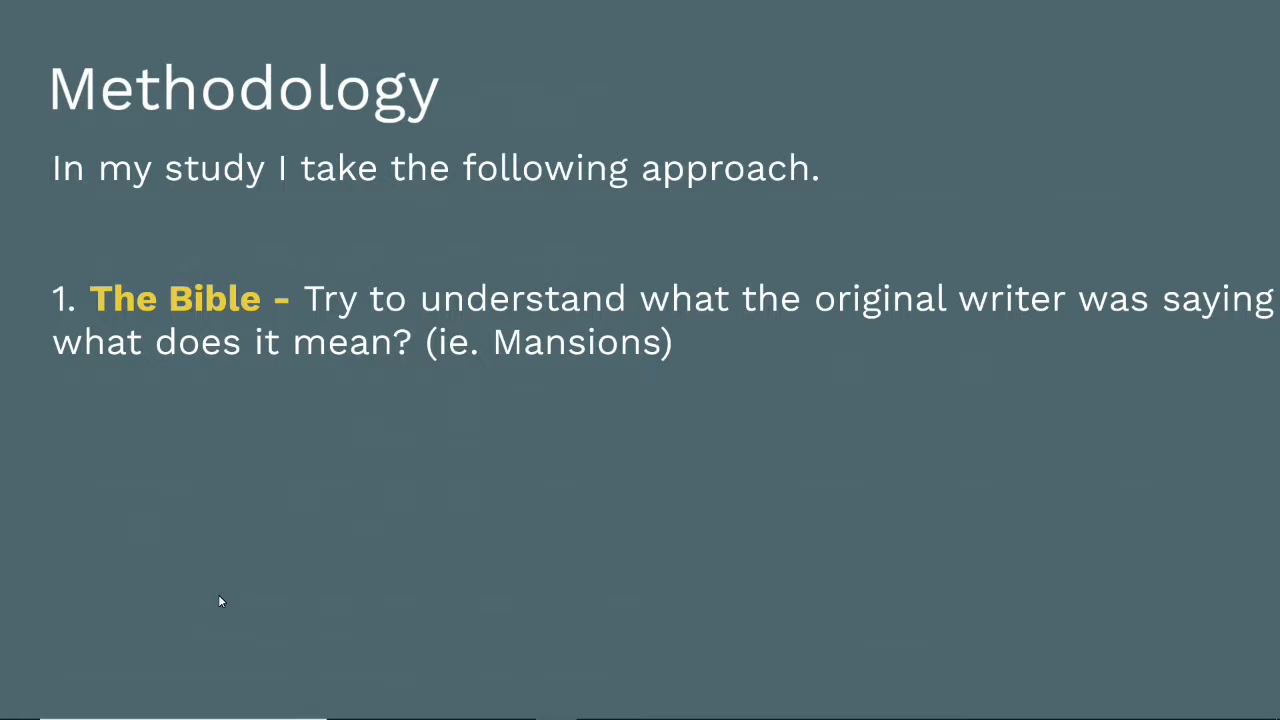 Methodology
In my study I take the following approach.
1. The Bible - Try to understand what the original writer was saying
what does it mean? (ie. Mansions)